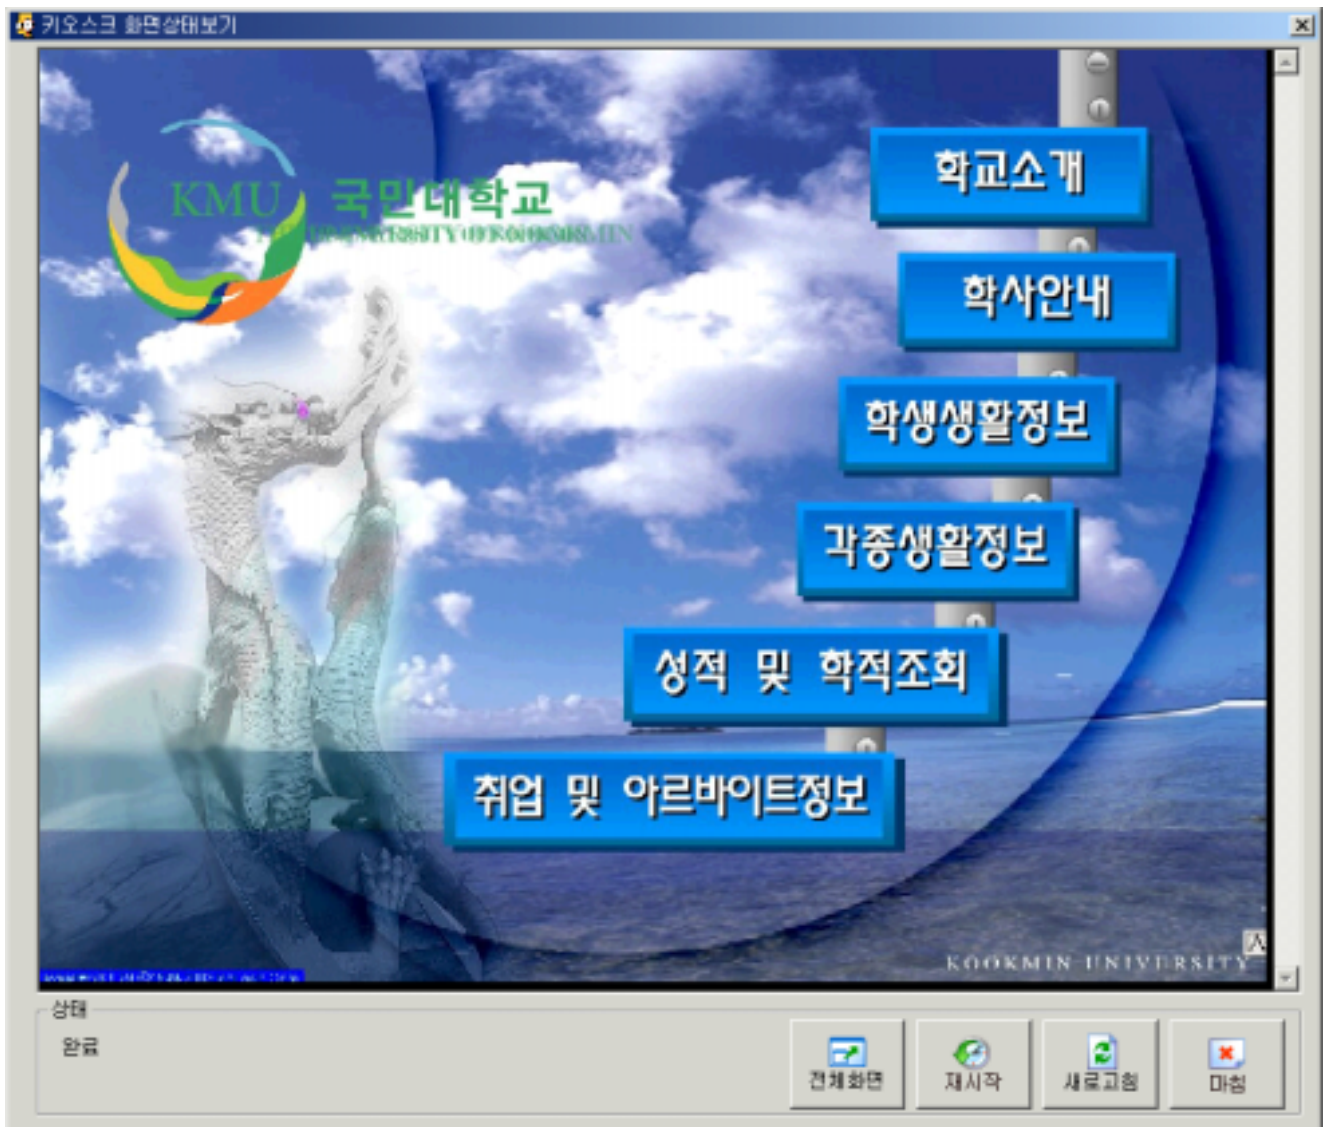 키오스크 화면상태보기
KMU 국민대학교
학교소개
학사안내
학생생활정보
각종생활정보
성적 및 학적조회
취업 및 아르바이트정보
KOOKMIN UNIVERSITY
상태
완료
전체화면
재시작
새로고침
마침